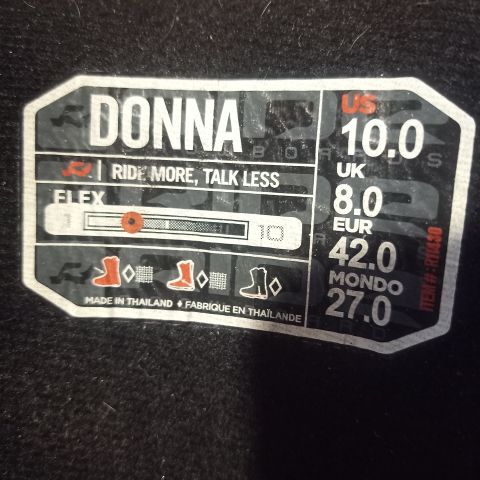 DONNA
RIDE MORE, TALK LESS
FLEX
1 10
MADE IN THAILAND ♦ FABRIQUE EN THAÏLANDE
US
10.0
UK
8.0
EUR
42.0
MONDO
27.0
ITEM#: